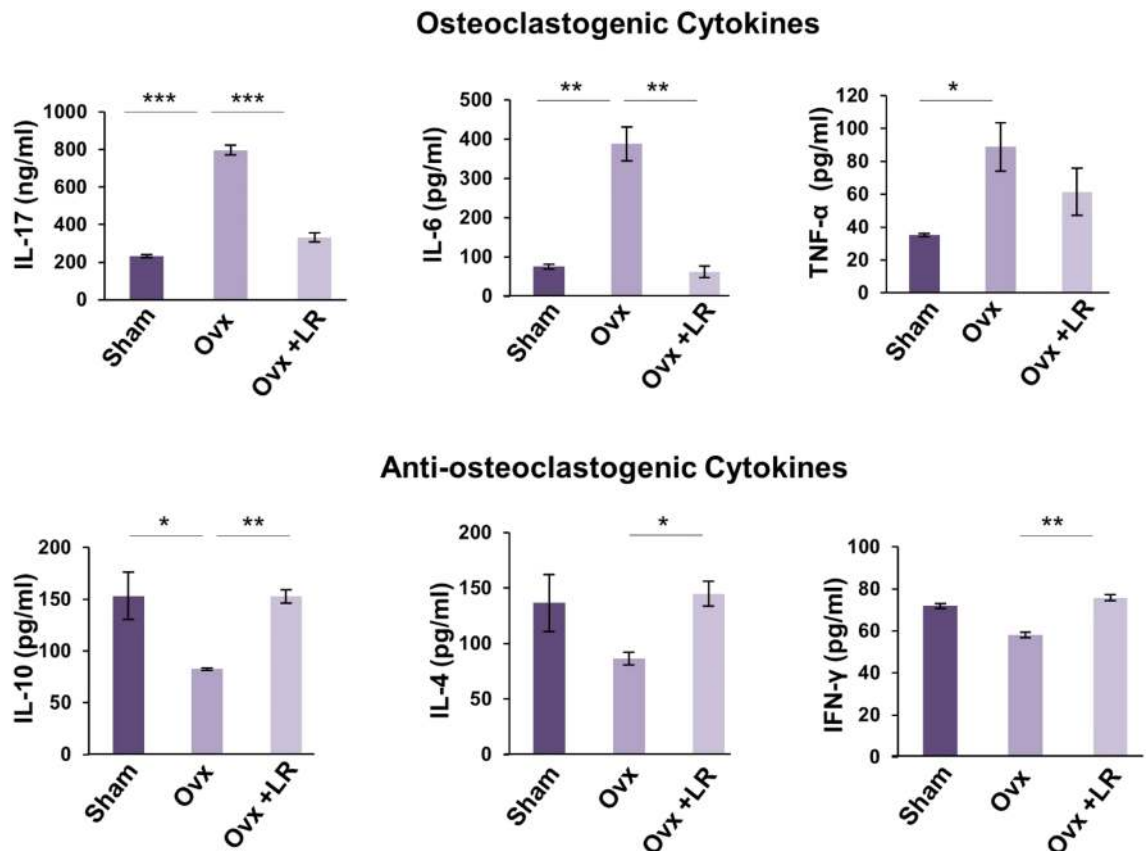 Osteoclastogenic Cytokines
*** ***
IL-17 (ng/ml)
1000
800
600
400
200
0
Sham
Ovx
Ovx +LR
** **
IL-6 (pg/ml)
500
400
300
200
100
0
Sham
Ovx
Ovx +LR
*
TNF-α (pg/ml)
120
100
80
60
40
20
0
Sham
Ovx
Ovx +LR
Anti-osteoclastogenic Cytokines
* **
IL-10 (pg/ml)
200
150
100
50
0
Sham
Ovx
Ovx +LR
*
IL-4 (pg/ml)
200
150
100
50
0
Sham
Ovx
Ovx +LR
**
IFN-γ (pg/ml)
100
80
60
40
20
0
Sham
Ovx
Ovx +LR